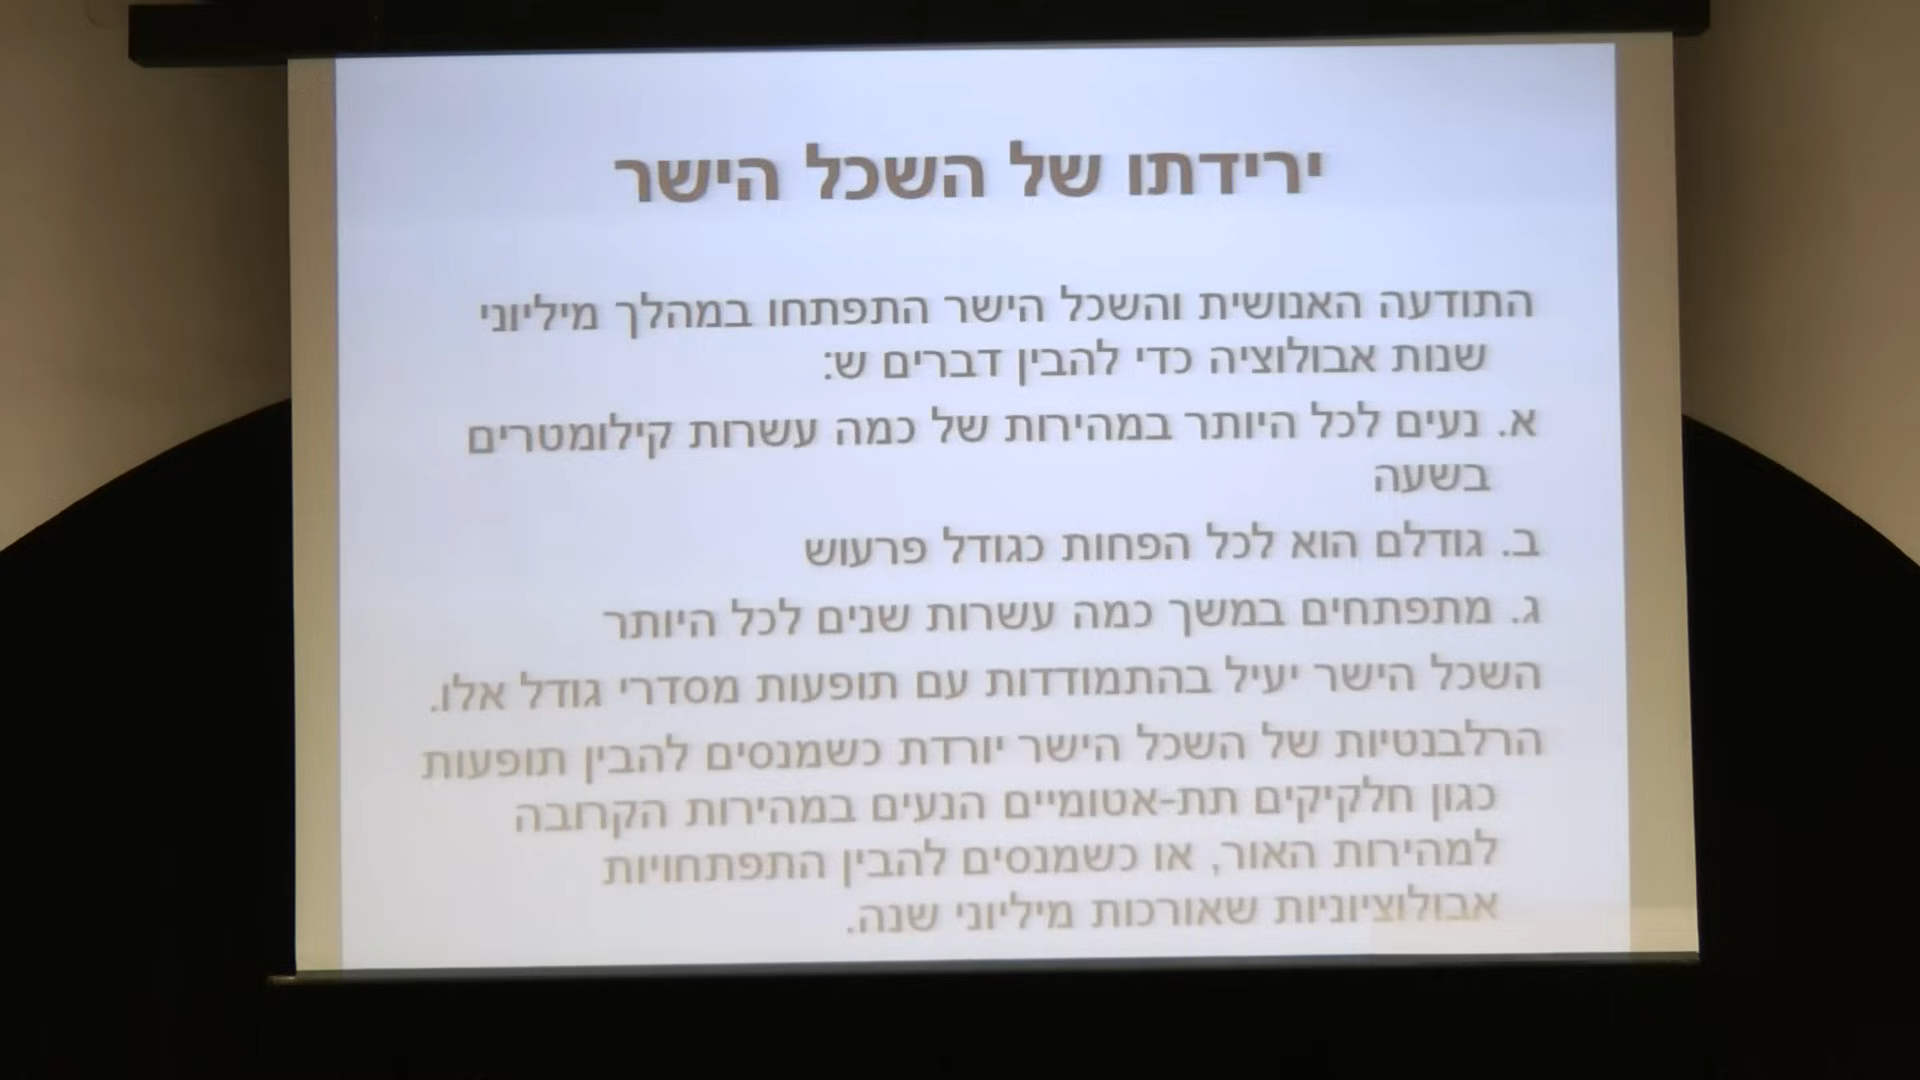 ירידתו של השכל הישר
התודעה האנושית והשכל הישר התפתחו במהלך מיליוני
שנות אבולוציה כדי להבין דברים ש:
א. נעים לכל היותר במהירות של כמה עשרות קילומטרים
בשעה
ב. גודלם הוא לכל הפחות כגודל פרעוש
ג. מתפתחים במשך כמה עשרות שנים לכל היותר
השכל הישר יעיל בהתמודדות עם תופעות מסדרי גודל אלו.
הרלבנטיות של השכל הישר יורדת כשמנסים להבין תופעות
כגון חלקיקים תת-אטומיים הנעים במהירות הקרובה
למהירות האור, או כשמנסים להבין התפתחויות
אבולוציוניות שאורכות מיליוני שנה.